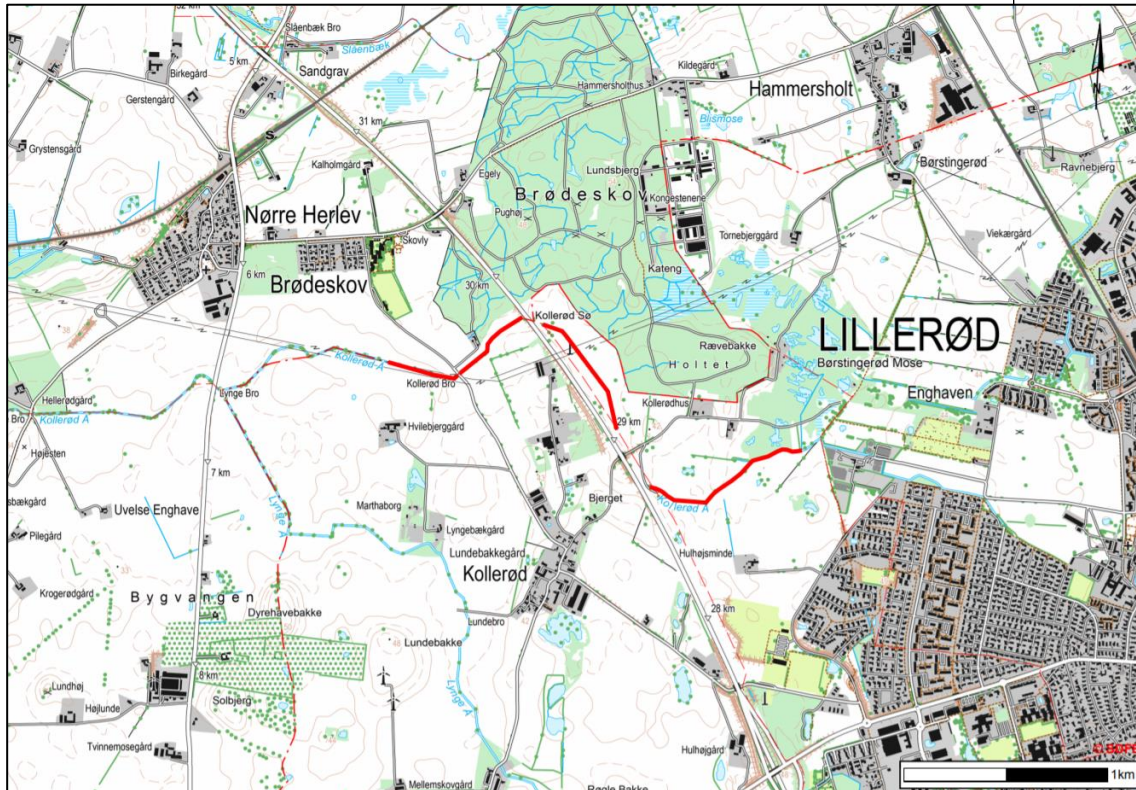 Slåenbæk Bro
Slåenbæk
5 km
Birkegård
Sandgrav
Gerstengård
Kildegård
Hammersholthus
Hammersholt
Blismose
31 km
Grystensgård
S
Kalholmgård
Egely
Lundsbjerg
Børstingerød
Ravnebjerg
Brødeskov
Kongestenene
Nørre Herlev
Pughøj
Skovly
Tornebjerggård
Viekærgård
6 km
Brødeskov
30 km
Kateng
Kollerød Sø
LILLERØD
Rævebakke
Børstingerød Mose
Holtet
Kollerød Å
Kollerød Bro
Hellerødgård
Lynge Bro
Kollerødhus
Enghaven
Bro
Kollerød Å
29 km
Hvilebjerggård
Højesten
7 km
Lynge Å
Bjerget
Kollerød Å
Uvelse Enghave
Marthaborg
Lyngebækgård
Pilegård
Lundebakkegård
Hulhøjsminde
Kollerød
Krogerødgård
Bygvangen
Dyrehavebakke
28 km
Lundebro
Lundebakke
8 km
Lynge Å
Lundhøj
Højlunde
Solbjerg
Tvinnemosegård
Hulhøjgård
Mellemskovgård
Røgle Bakke
1km